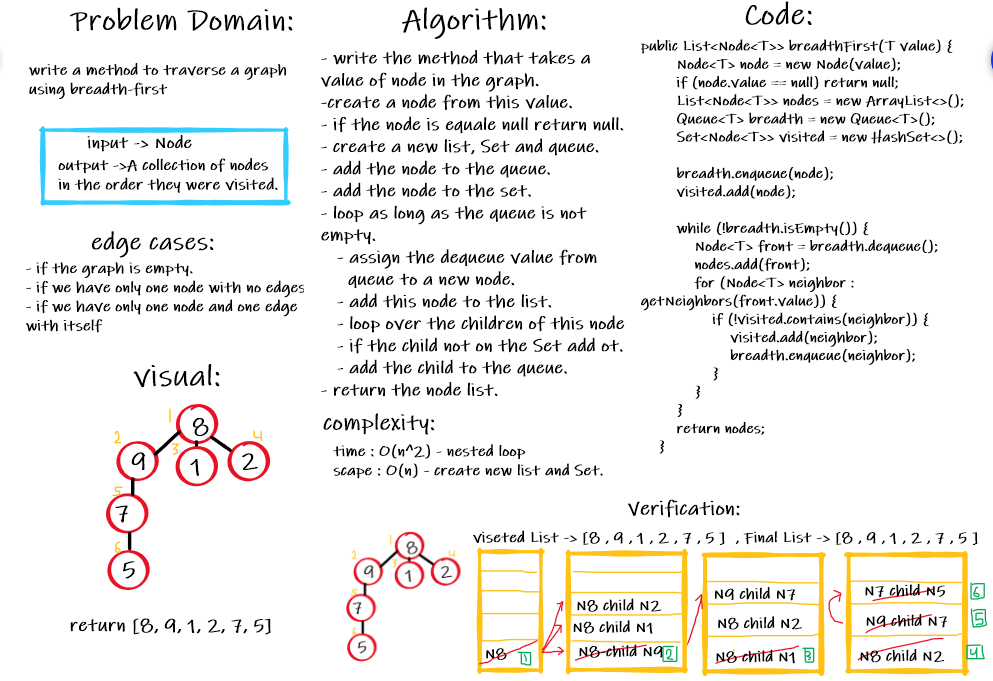 Problem Domain:
write a method to traverse a graph
using breadth-first
input -> Node
output ->A collection of nodes
in the order they were visited.
edge cases:
- if the graph is empty.
- if we have only one node with no edges
- if we have only one node and one edge
with itself
visual:
1
8
2
3
4
9
1
2
5
7
6
5
return [8, 9, 1, 2, 7, 5]
Algorithm:
- write the method that takes a
value of node in the graph.
-create a node from this value.
- if the node is equale null return null.
- create a new list, Set and queue.
- add the node to the queue.
- add the node to the set.
- loop as long as the queue is not
empty.
- assign the dequeue value from
queue to a new node.
- add this node to the list.
- loop over the children of this node
- if the child not on the Set add ot.
- add the child to the queue.
- return the node list.
complexity:
time : O(n^2) - nested loop
scape : O(n) - create new list and Set.
Code:
public List<Node<T>> breadthFirst(T value) {
Node<T> node = new Node(value);
if (node.value == null) return null;
List<Node<T>> nodes = new ArrayList<>();
Queue<T> breadth = new Queue<T>();
Set<Node<T>> visited = new HashSet<>();
breadth.enqueue(node);
visited.add(node);
while (!breadth.isEmpty()) {
Node<T> front = breadth.dequeue();
nodes.add(front);
for (Node<T> neighbor :
getNeighbors(front.value)) {
if (!visited.contains(neighbor)) {
visited.add(neighbor);
breadth.enqueue(neighbor);
}
}
}
return nodes;
}
Verification:
viseted List -> [8, 9, 1, 2, 7, 5] , Final List -> [8, 9, 1, 2, 7, 5]
1
8
2
3
4
9
1
2
5
7
6
5
N8 1
N8 child N2
N8 child N1
N8 child N9 2
N9 child N7
N8 child N2
N8 child N1 3
N7 child N5 6
N9 child N7 5
N8 child N2 4